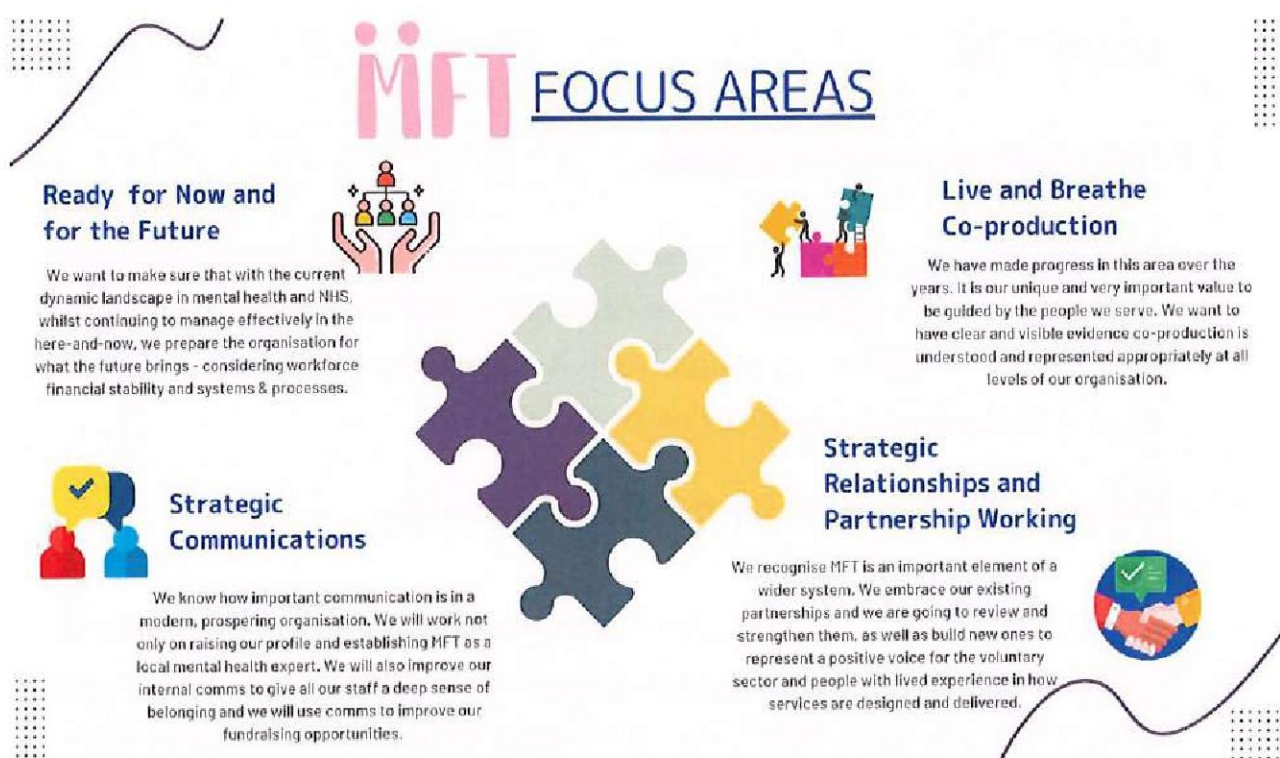 MFT FOCUS AREAS
Ready for Now and
for the Future
We want to make sure that with the current
dynamic landscape in mental health and NHS,
whilst continuing to manage effectively in the
here-and-now, we prepare the organisation for
what the future brings - considering workforce
financial stability and systems & processes.
Live and Breathe
Co-production
We have made progress in this area over the
years. It is our unique and very important value to
be guided by the people we serve. We want to
have clear and visible evidence co-production is
understood and represented appropriately at all
levels of our organisation.
Strategic
Communications
We know how important communication is in a
modern, prospering organisation. We will work not
only on raising our profile and establishing MFT as a
local mental health expert. We will also improve our
internal comms to give all our staff a deep sense of
belonging and we will use comms to improve our
fundraising opportunities.
Strategic
Relationships and
Partnership Working
We recognise MFT is an important element of a
wider system. We embrace our existing
partnerships and we are going to review and
strengthen them, as well as build new ones to
represent a positive voice for the voluntary
sector and people with lived experience in how
services are designed and delivered.